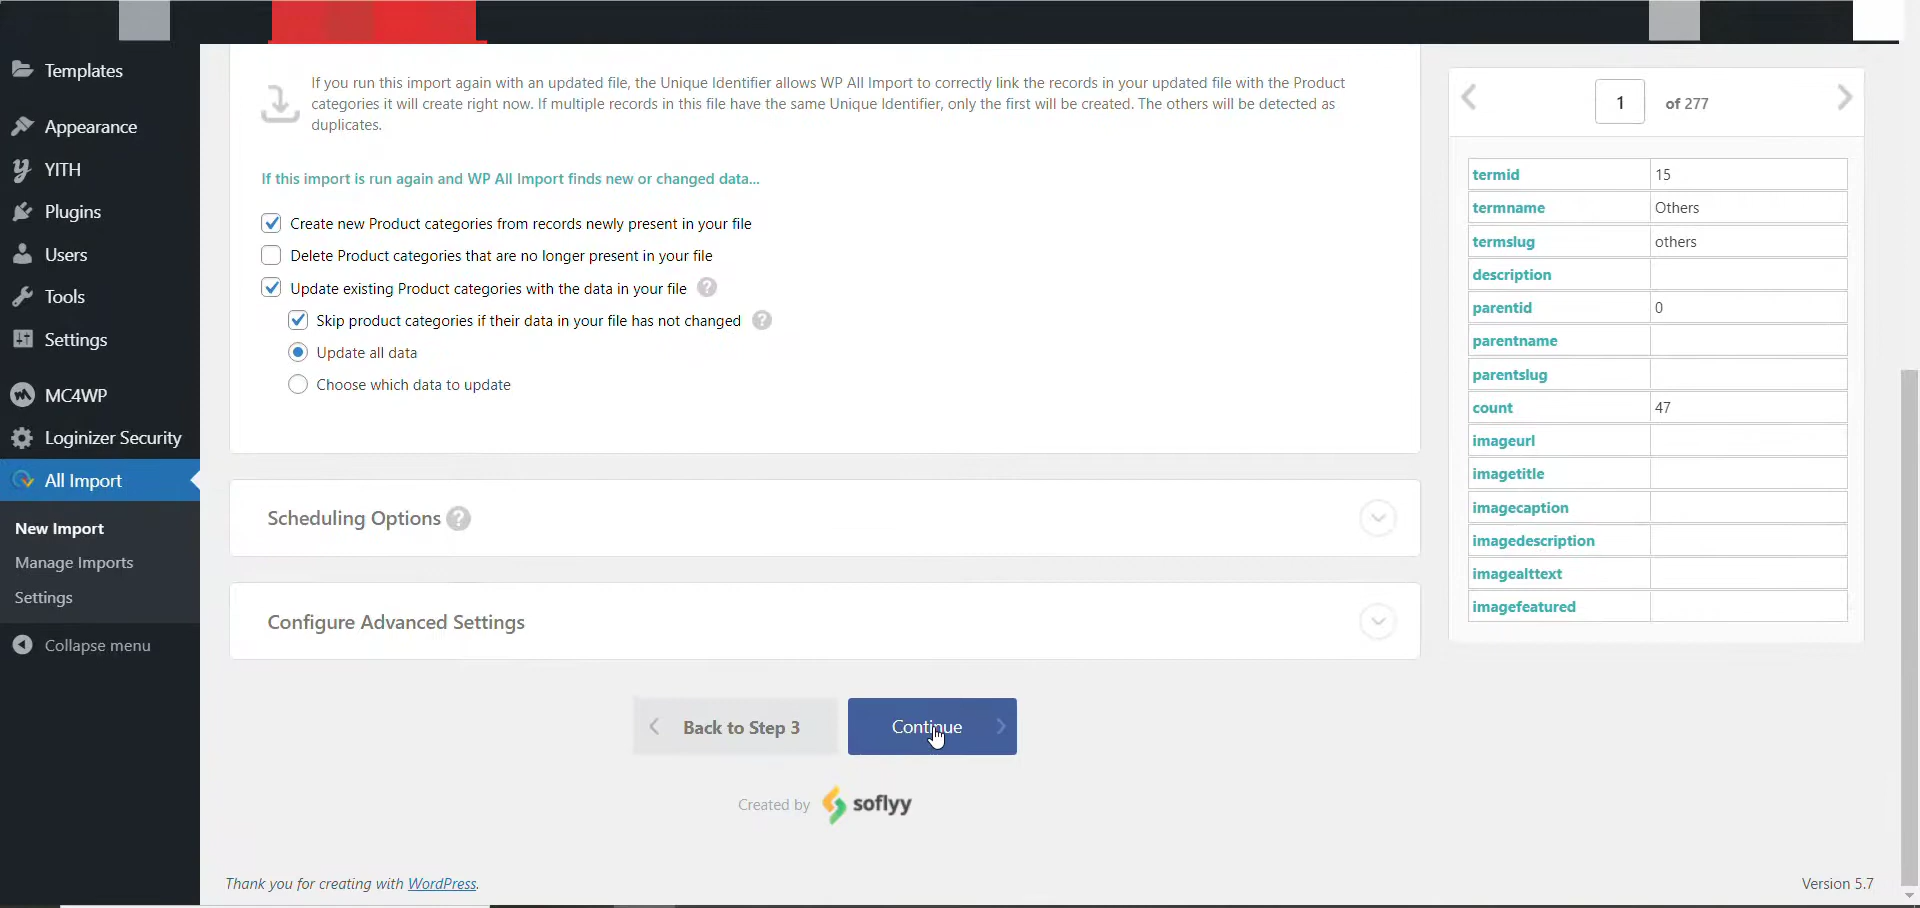 Templates
Appearance
YITH
Plugins
Users
Tools
Settings
MC4WP
Loginizer Security
All Import
New Import
Manage Imports
Settings
Collapse menu
If you run this import again with an updated file, the Unique Identifier allows WP All Import to correctly link the records in your updated file with the Product
categories it will create right now. If multiple records in this file have the same Unique Identifier, only the first will be created. The others will be detected as
duplicates.
If this import is run again and WP All Import finds new or changed data...
Create new Product categories from records newly present in your file
Delete Product categories that are no longer present in your file
Update existing Product categories with the data in your file ?
Skip product categories if their data in your file has not changed ?
Update all data
Choose which data to update
Scheduling Options ?
Configure Advanced Settings
Back to Step 3
Continue
Created by soflyy
Thank you for creating with WordPress.
Version 5.7
1 of 277
termid 15
termname Others
termslug others
description
parentid 0
parentname
parentslug
count 47
imageurl
imagetitle
imagecaption
imagedescription
imagealttext
imagefeatured